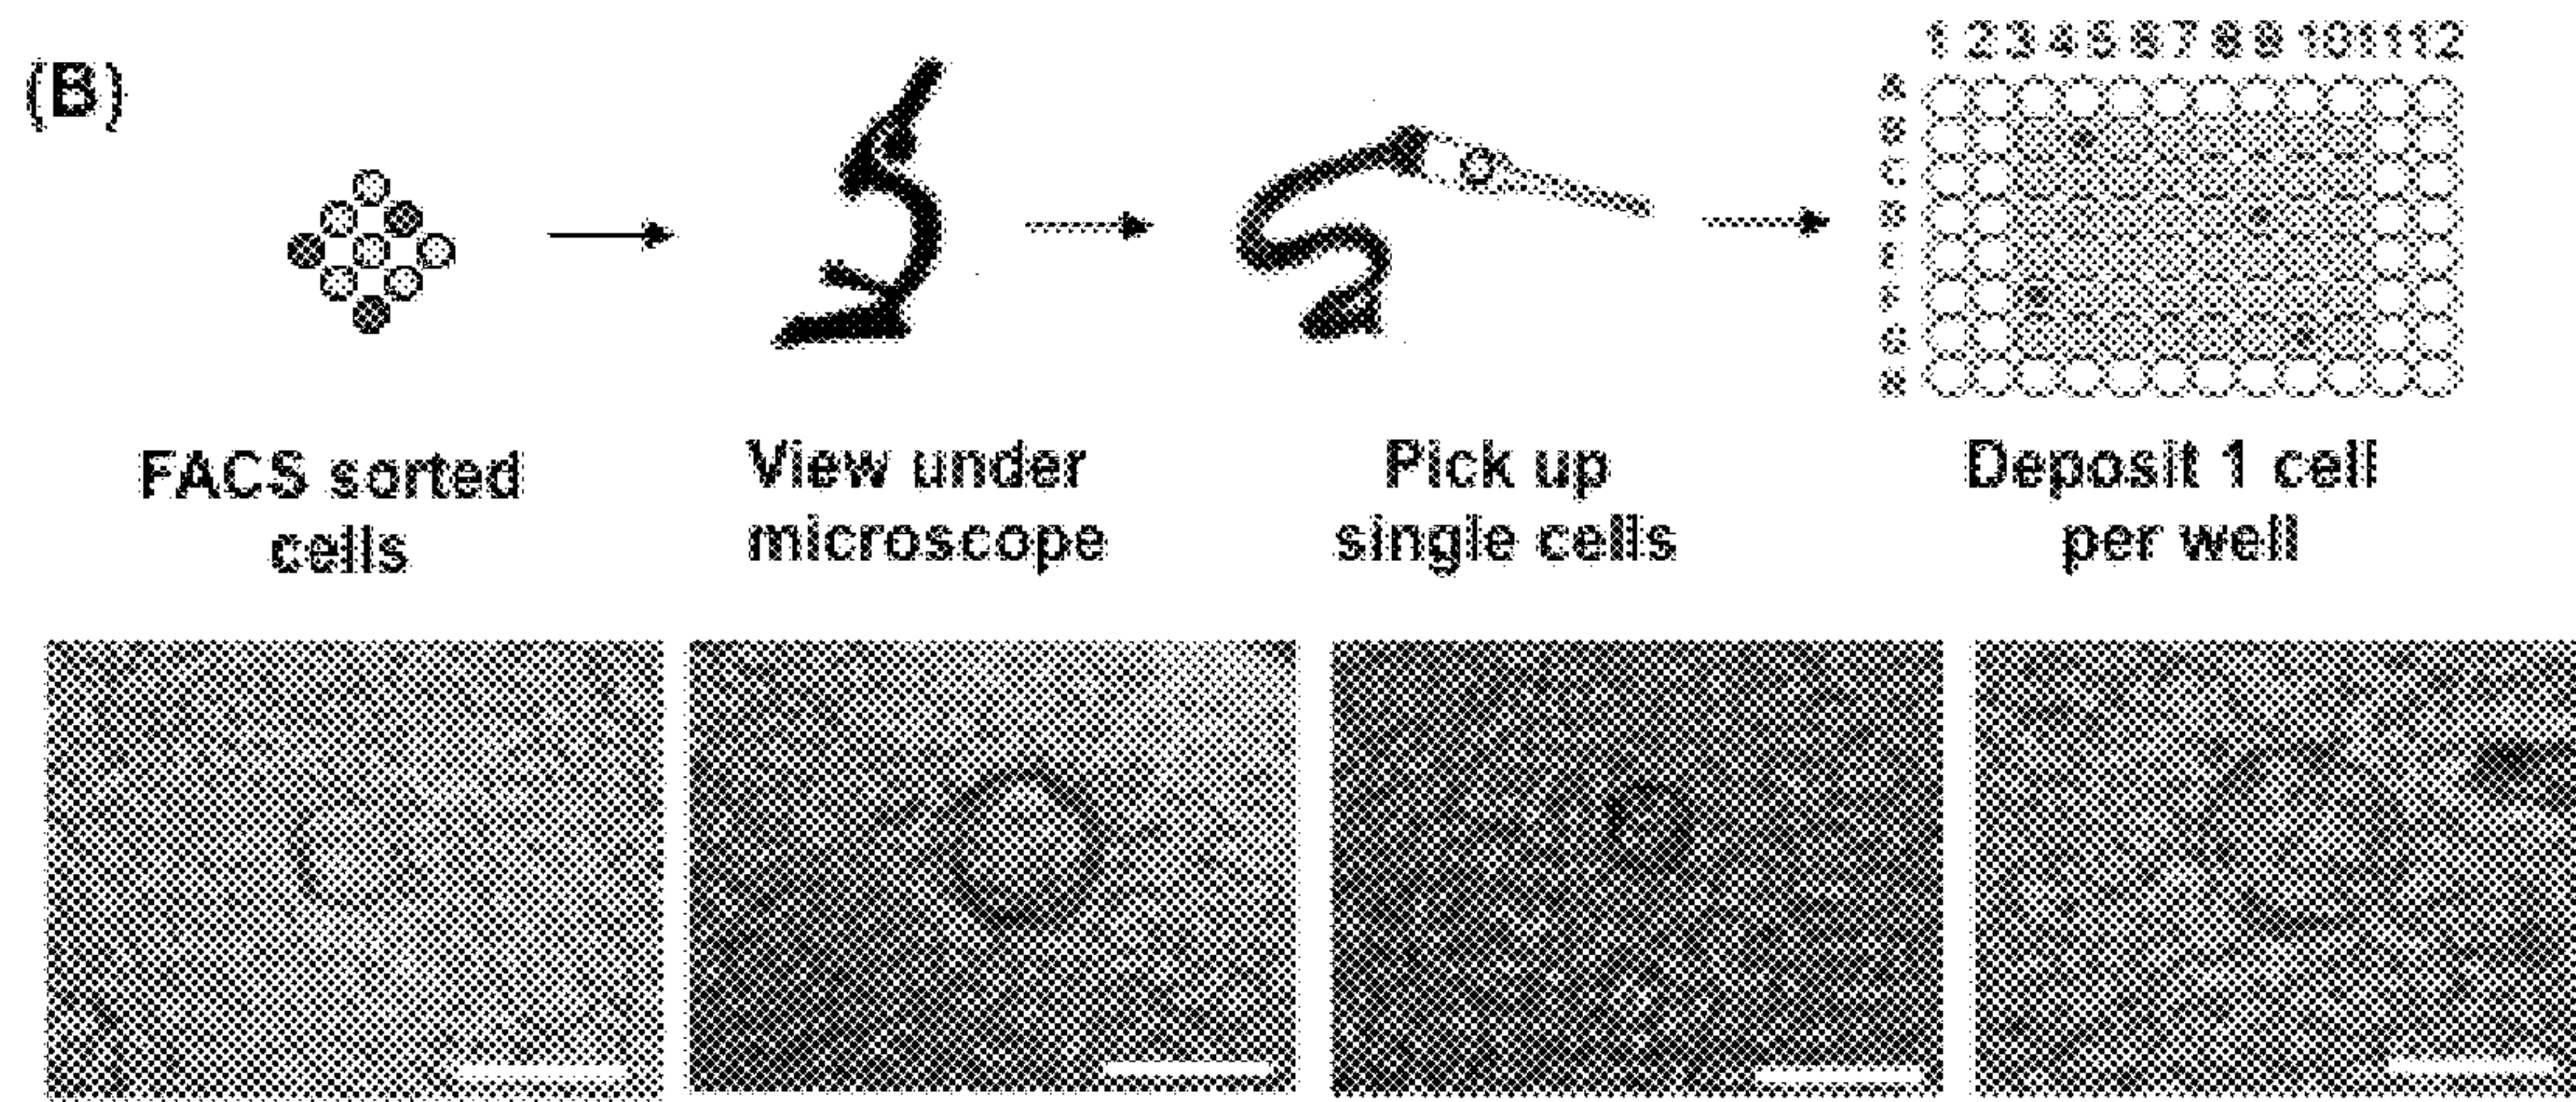 (B)
1 2 3 4 5 6 7 8 9 10 11 12
A
B
C
D
E
F
G
H
FACS sorted
cells
View under
microscope
Pick up
single cells
Deposit 1 cell
per well